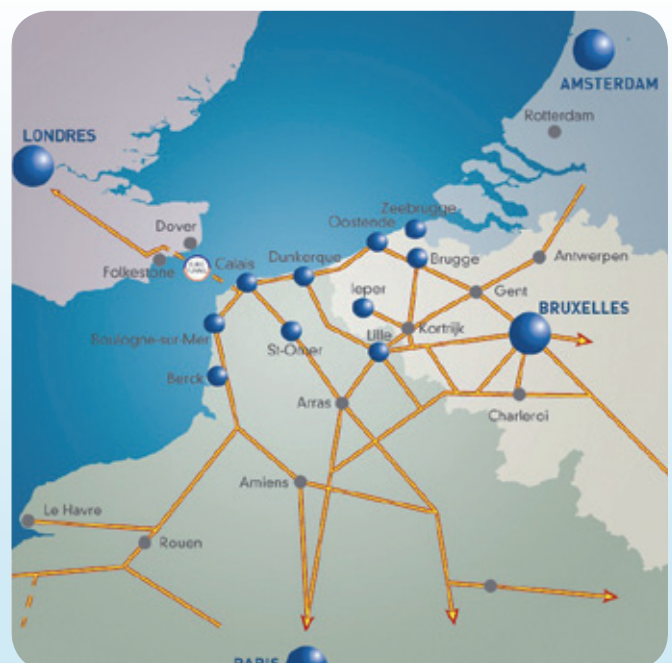 AMSTERDAM
Rotterdam
LONDRES
Zeebrugge
Oostende
Dover
Folkestone
Calais
Dunkerque
Brugge
Antwerpen
Ieper
Gent
BRUXELLES
Boulogne-sur Mer
St-Omer
Lille
Kortrijk
Berck
Arras
Charleroi
Amiens
Le Havre
Rouen
PARIS